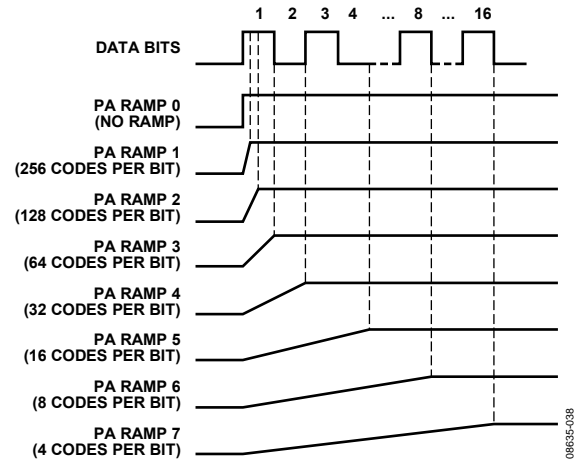 1 2 3 4 ... 8 ... 16
DATA BITS
PA RAMP 0
(NO RAMP)
PA RAMP 1
(256 CODES PER BIT)
PA RAMP 2
(128 CODES PER BIT)
PA RAMP 3
(64 CODES PER BIT)
PA RAMP 4
(32 CODES PER BIT)
PA RAMP 5
(16 CODES PER BIT)
PA RAMP 6
(8 CODES PER BIT)
PA RAMP 7
(4 CODES PER BIT)
08635-038